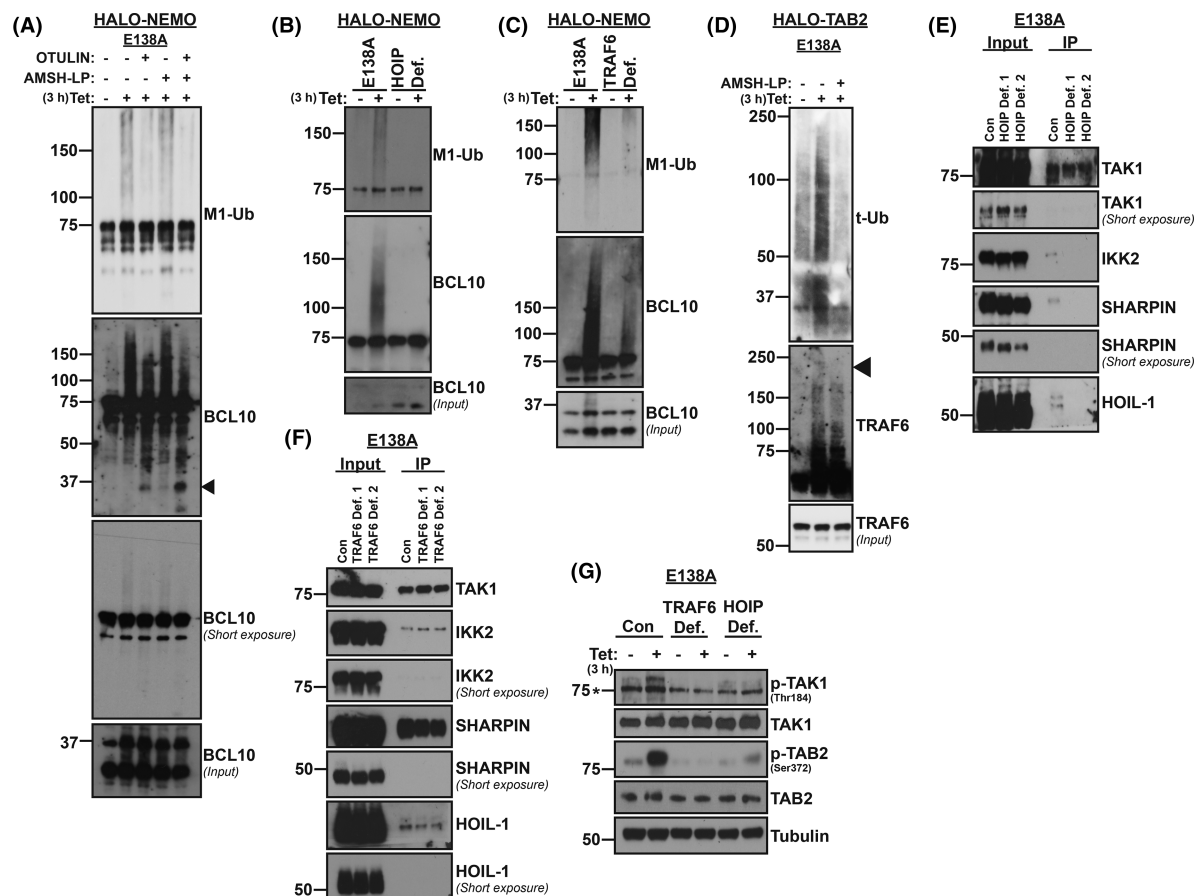 (A)
HALO-NEMO
E138A
OTULIN: - - + - +
AMSH-LP: - - - + +
(3 h)Tet: - + + + +
150
100
75
M1-Ub
150
100
75
50
37
BCL10
BCL10
(Short exposure)
37
BCL10
(Input)
(B)
HALO-NEMO
E138A
HOIP Def.
(3 h)Tet: - + - +
150
75
M1-Ub
150
100
75
BCL10
BCL10
(Input)
(C)
HALO-NEMO
E138A
TRAF6 Def.
(3 h)Tet: - + - +
150
75
M1-Ub
150
100
75
BCL10
37
BCL10
(Input)
(D)
HALO-TAB2
E138A
AMSH-LP: - - +
(3 h)Tet: - + +
250
100
50
37
t-Ub
250
150
100
75
TRAF6
50
TRAF6
(Input)
(E)
E138A
Input IP
Con
HOIP Def. 1
HOIP Def. 2
Con
HOIP Def. 1
HOIP Def. 2
75
TAK1
TAK1
(Short exposure)
75
IKK2
SHARPIN
50
SHARPIN
(Short exposure)
50
HOIL-1
(F)
E138A
Input IP
Con
TRAF6 Def. 1
TRAF6 Def. 2
Con
TRAF6 Def. 1
TRAF6 Def. 2
75
TAK1
IKK2
75
IKK2
(Short exposure)
SHARPIN
50
SHARPIN
(Short exposure)
HOIL-1
50
HOIL-1
(Short exposure)
(G)
E138A
Con
TRAF6 Def.
HOIP Def.
Tet: - + - + - +
(3 h)
75 *
p-TAK1
(Thr184)
TAK1
75
p-TAB2
(Ser372)
TAB2
50
Tubulin